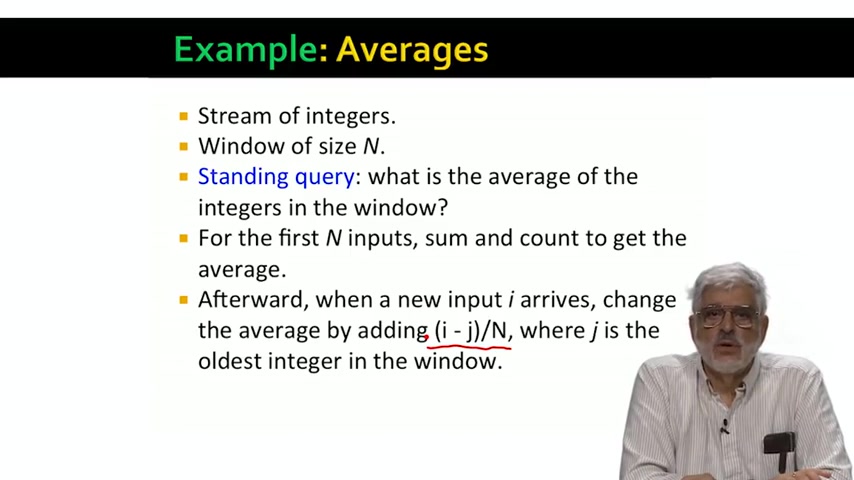 Example: Averages
Stream of integers.
Window of size N.
Standing query: what is the average of the
integers in the window?
For the first N inputs, sum and count to get the
average.
Afterward, when a new input i arrives, change
the average by adding (i - j)/N, where j is the
oldest integer in the window.